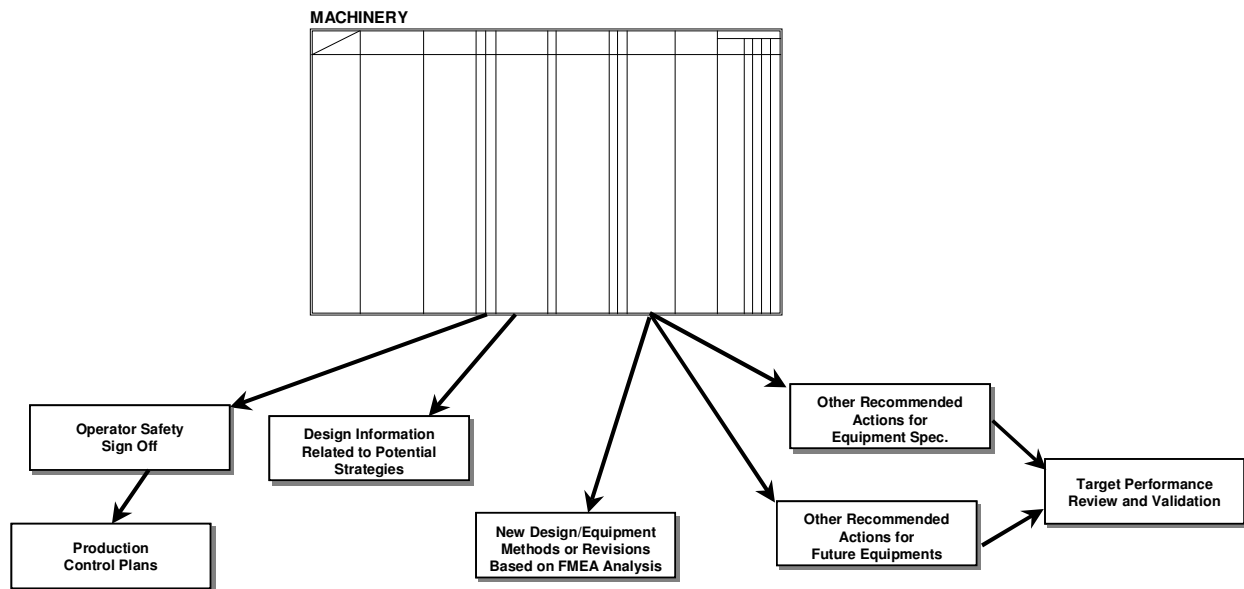 MACHINERY
Operator Safety
Sign Off
Production
Control Plans
Design Information
Related to Potential
Strategies
New Design/Equipment
Methods or Revisions
Based on FMEA Analysis
Other Recommended
Actions for
Equipment Spec.
Other Recommended
Actions for
Future Equipments
Target Performance
Review and Validation